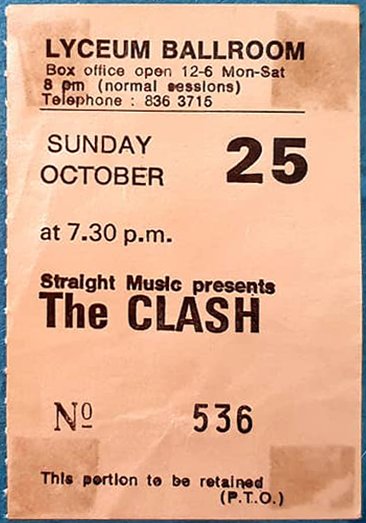 LYCEUM BALLROOM
Box office open 12-6 Mon-Sat
8 pm (normal sessions)
Telephone : 836 3715
SUNDAY
OCTOBER 25
at 7.30 p.m.
Straight Music presents
The CLASH
Nº 536
This portion to be retained
(P.T.O.)